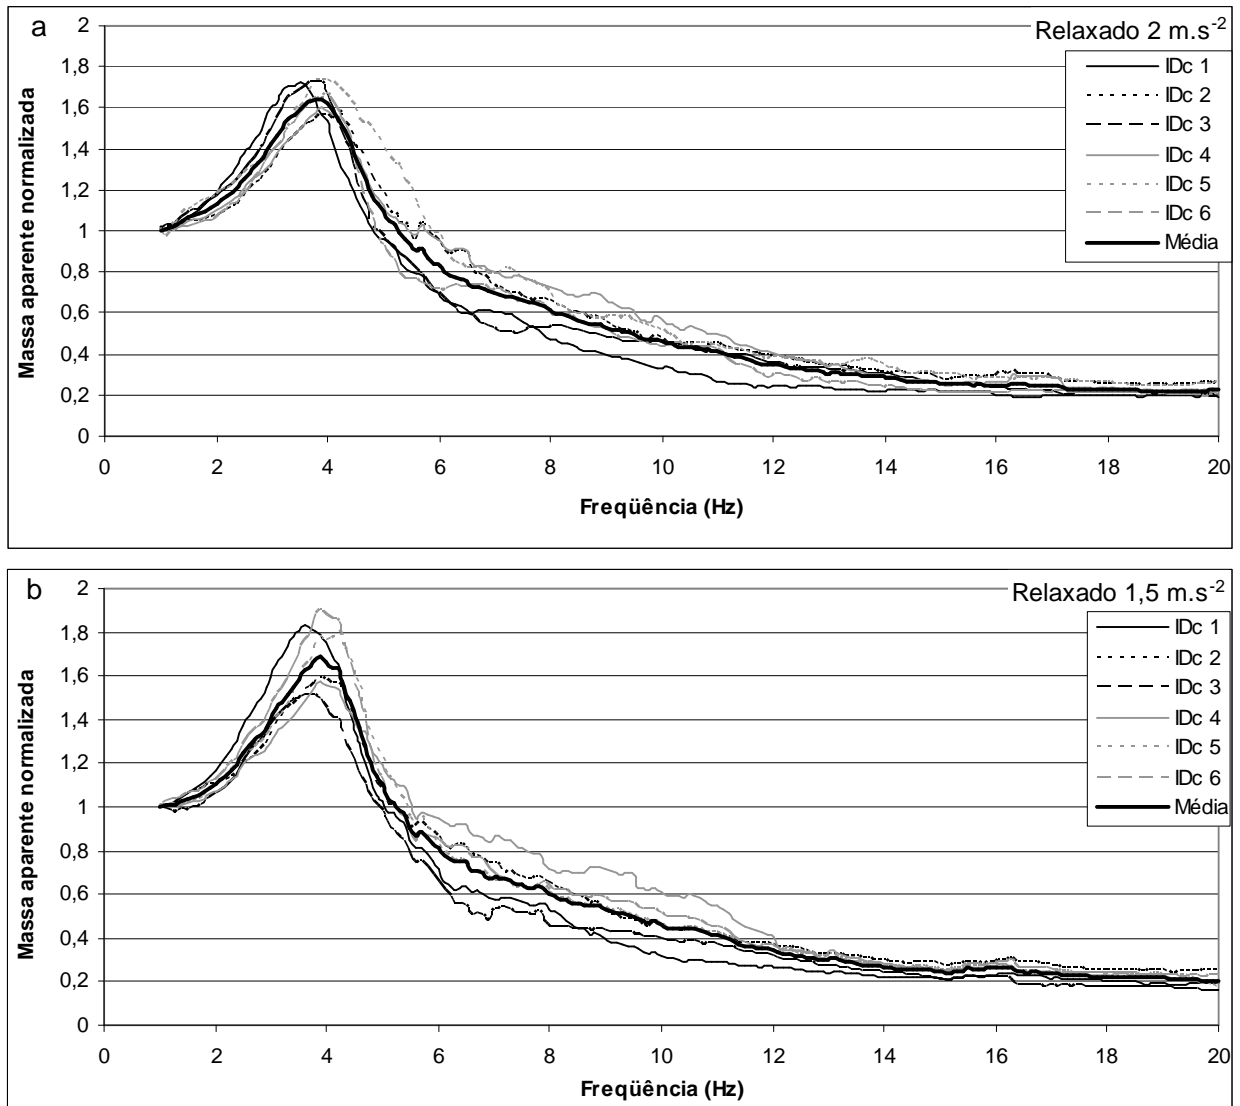 a
Relaxado 2 m.s-2
Massa aparente normalizada
2
1,8
1,6
1,4
1,2
1
0,8
0,6
0,4
0,2
0
0 2 4 6 8 10 12 14 16 18 20
Freqüência (Hz)
IDc 1
IDc 2
IDc 3
IDc 4
IDc 5
IDc 6
Média
b
Relaxado 1,5 m.s-2
Massa aparente normalizada
2
1,8
1,6
1,4
1,2
1
0,8
0,6
0,4
0,2
0
0 2 4 6 8 10 12 14 16 18 20
Freqüência (Hz)
IDc 1
IDc 2
IDc 3
IDc 4
IDc 5
IDc 6
Média